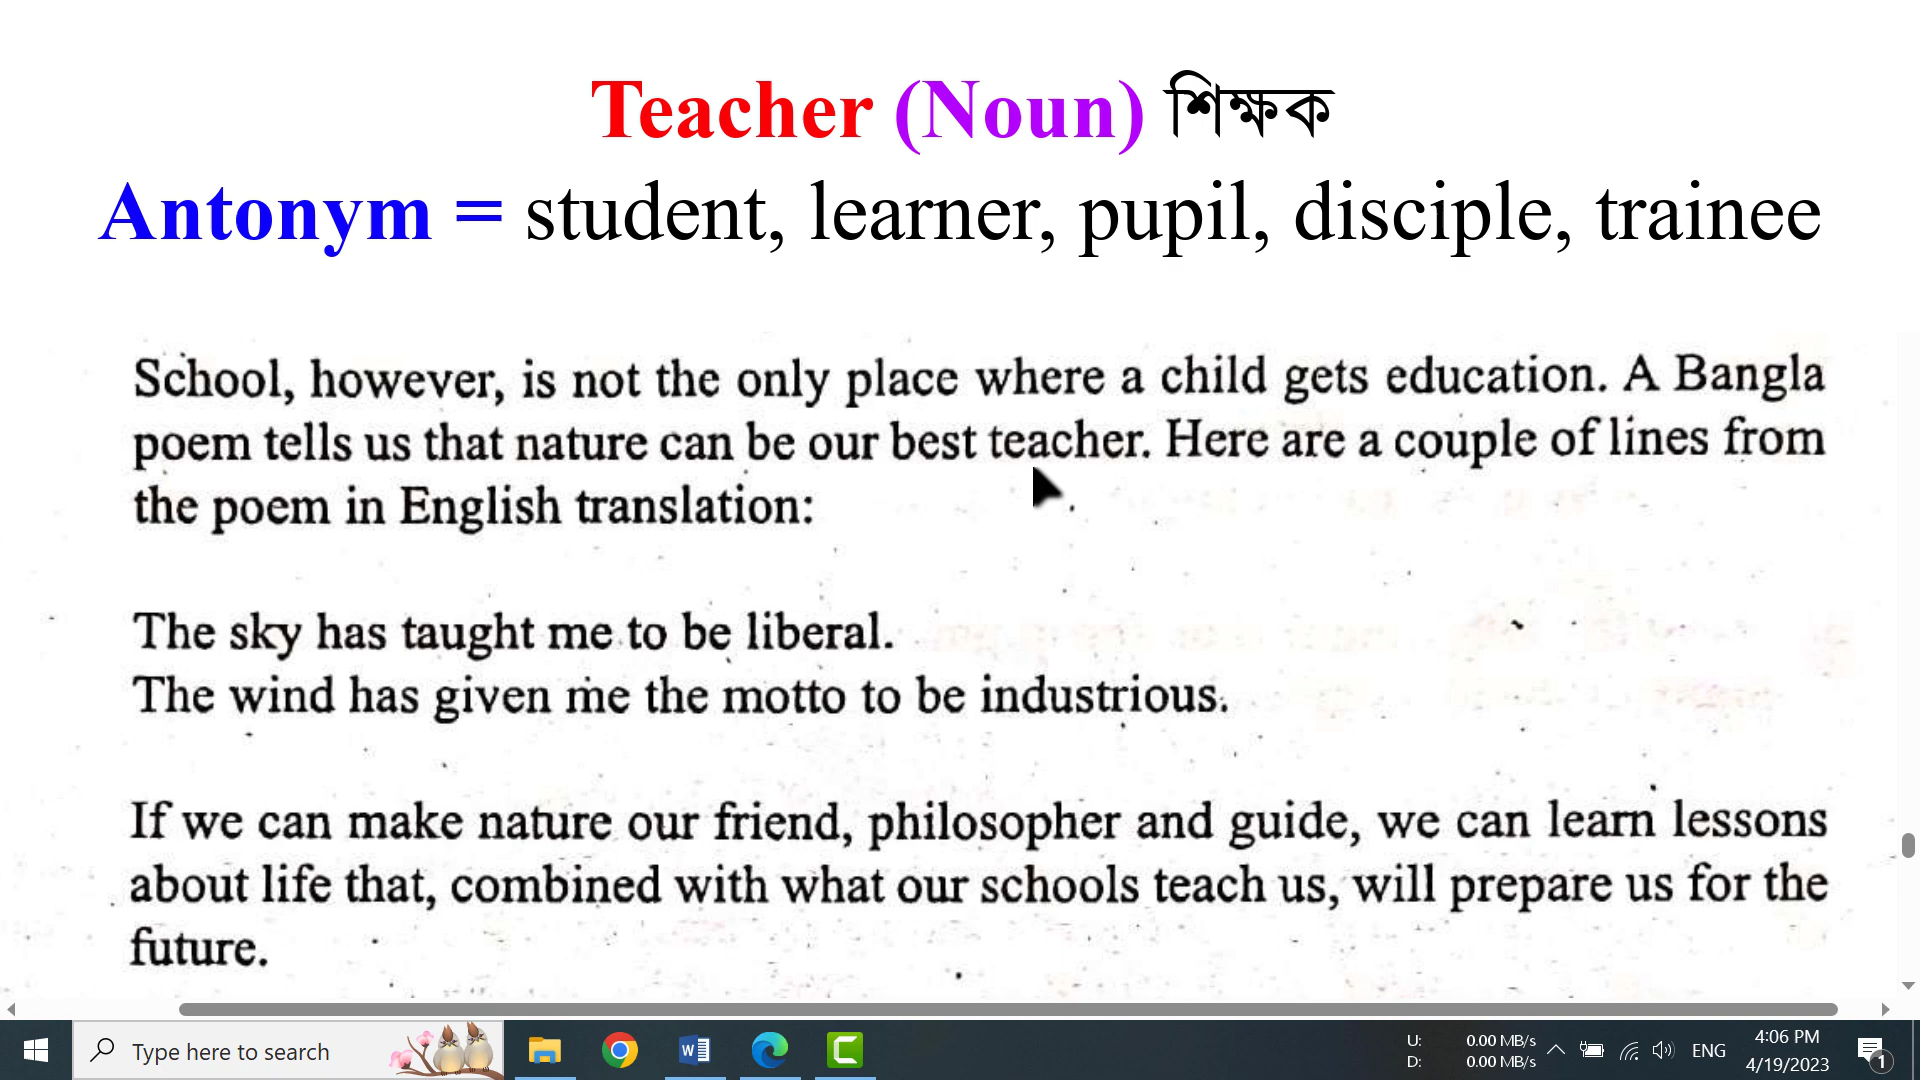 Teacher (Noun) শিক্ষক
Antonym = student, learner, pupil, disciple, trainee
School, however, is not the only place where a child gets education. A Bangla
poem tells us that nature can be our best teacher. Here are a couple of lines from
the poem in English translation:
The sky has taught me to be liberal.
The wind has given me the motto to be industrious.
If we can make nature our friend, philosopher and guide, we can learn lessons
about life that, combined with what our schools teach us, will prepare us for the
future.
Type here to search
U: 0.00 MB/s
D: 0.00 MB/s
ENG
4:06 PM
4/19/2023
1